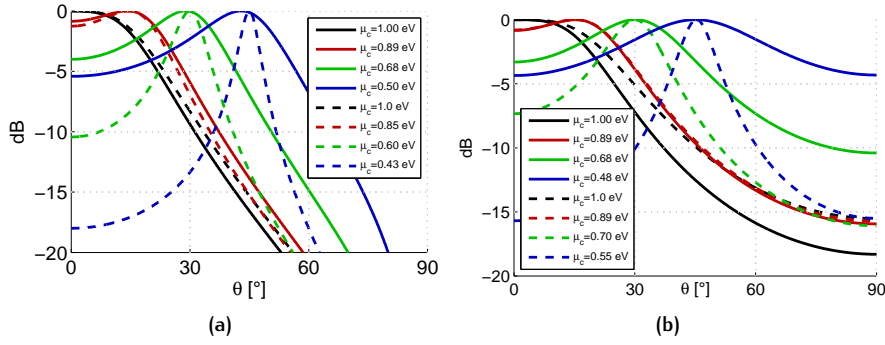 0
−5
−10
−15
−20
dB
0
30
60
90
θ [°]
μc=1.00 eV
μc=0.89 eV
μc=0.68 eV
μc=0.50 eV
μc=1.0 eV
μc=0.85 eV
μc=0.60 eV
μc=0.43 eV
(a)
0
−5
−10
−15
−20
dB
0
30
60
90
θ [°]
μc=1.00 eV
μc=0.89 eV
μc=0.68 eV
μc=0.48 eV
μc=1.0 eV
μc=0.89 eV
μc=0.70 eV
μc=0.55 eV
(b)